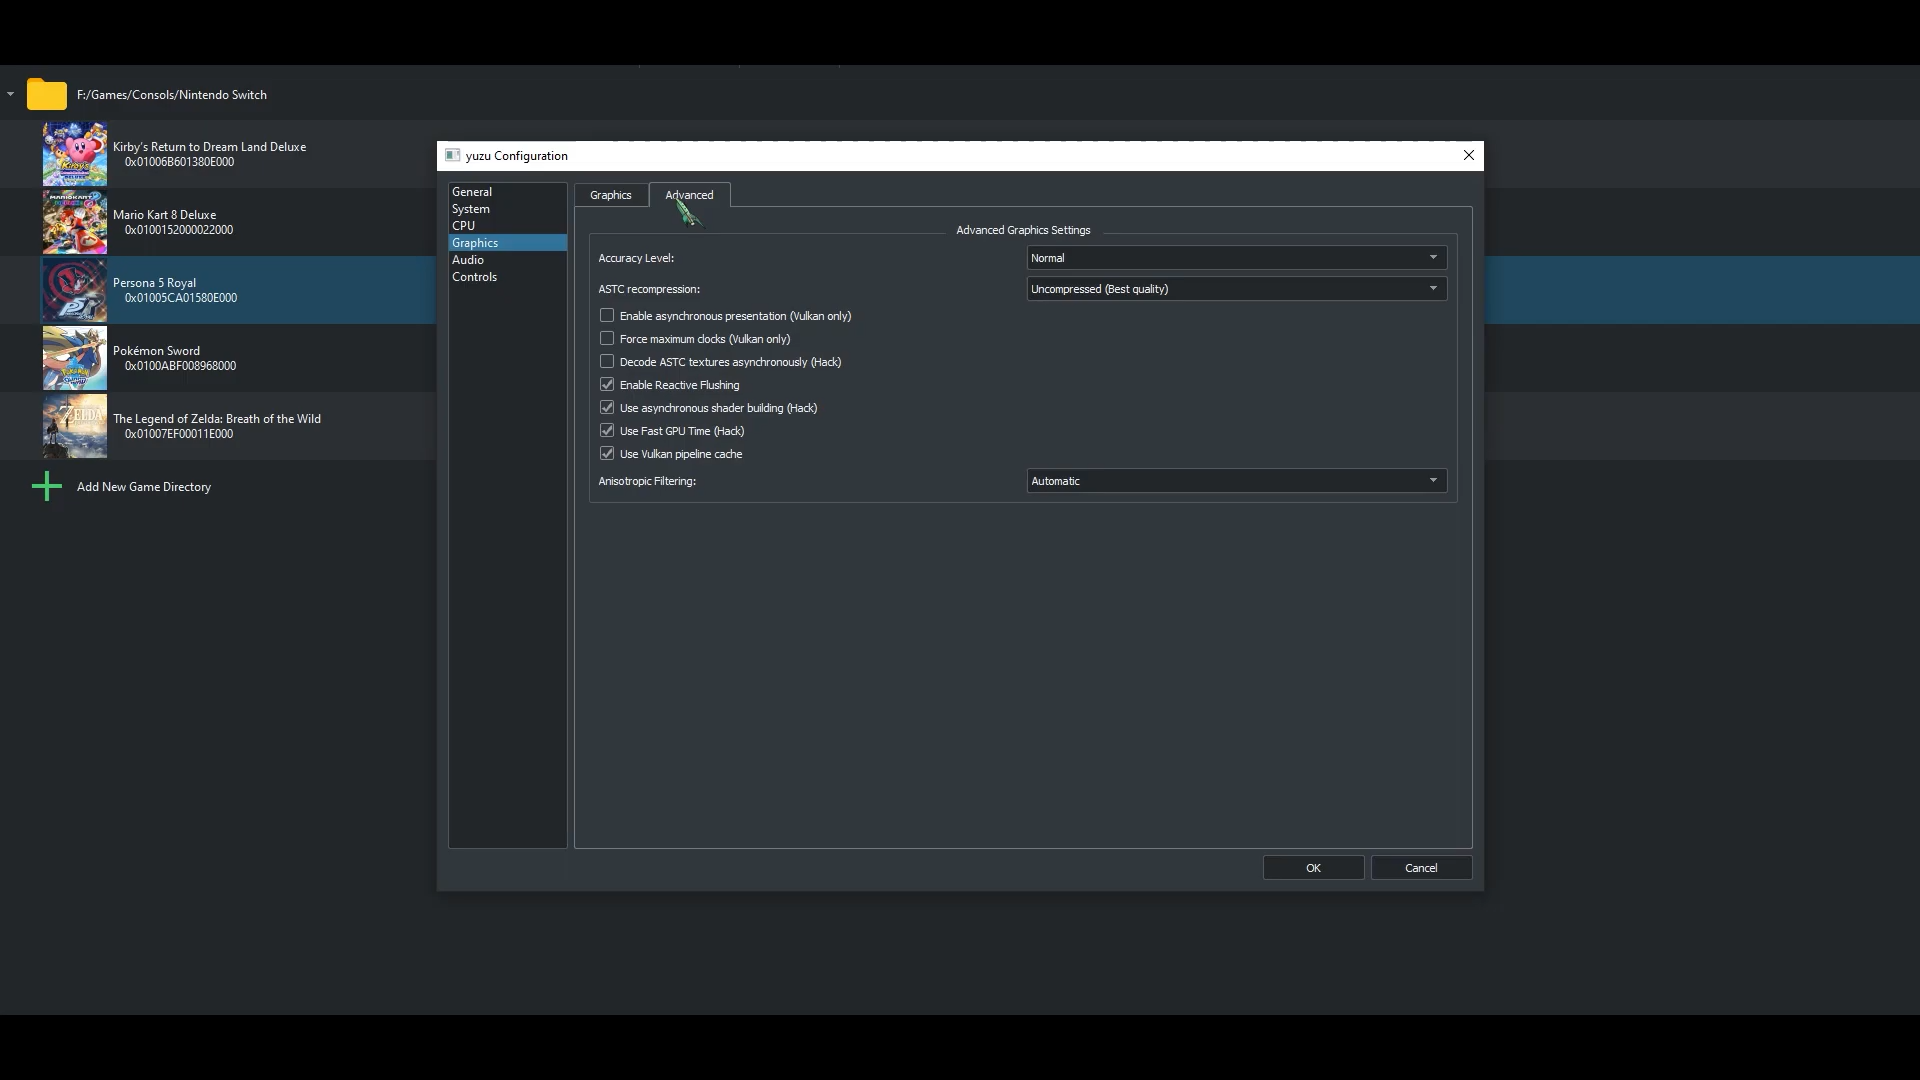 F:/Games/Consols/Nintendo Switch
Kirby's Return to Dream Land Deluxe
0x01006B601380E000
Mario Kart 8 Deluxe
0x0100152000022000
Persona 5 Royal
0x01005CA01580E000
Pokémon Sword
0x0100ABF008968000
The Legend of Zelda: Breath of the Wild
0x01007EF00011E000
Add New Game Directory
yuzu Configuration
General
System
CPU
Graphics
Audio
Controls
Graphics
Advanced
Advanced Graphics Settings
Accuracy Level:
Normal
ASTC recompression:
Uncompressed (Best quality)
Enable asynchronous presentation (Vulkan only)
Force maximum clocks (Vulkan only)
Decode ASTC textures asynchronously (Hack)
Enable Reactive Flushing
Use asynchronous shader building (Hack)
Use Fast GPU Time (Hack)
Use Vulkan pipeline cache
Anisotropic Filtering:
Automatic
OK
Cancel